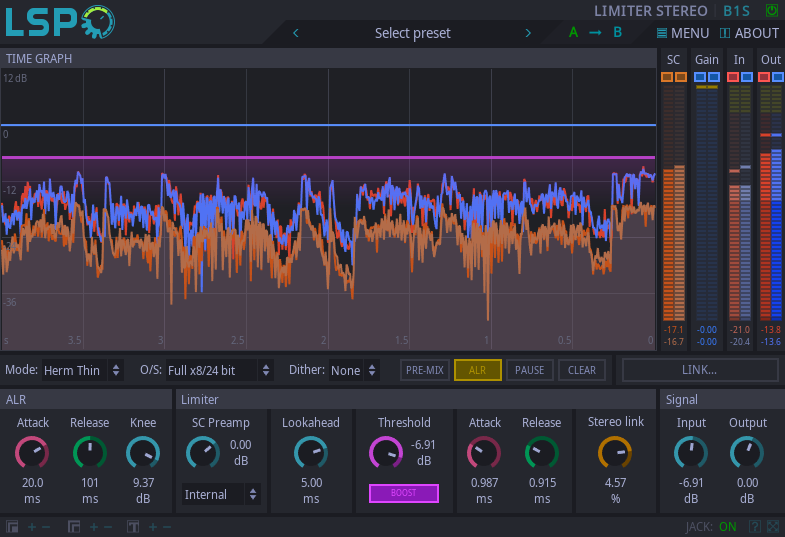 LSP
LIMITER STEREO B1S
Select preset
A B
MENU ABOUT
TIME GRAPH
SC Gain In Out
12 dB
0
-12
-36
s 3.5 3 2.5 2 1.5 1 0.5 0
-17.1 -0.00 -21.0 -13.8
-16.7 -0.00 -20.4 -13.6
Mode: Herm Thin O/S: Full x8/24 bit Dither: None PRE-MIX ALR PAUSE CLEAR LINK...
ALR Limiter Signal
Attack Release Knee SC Preamp Lookahead Threshold Attack Release Stereo link Input Output
0.00 dB
-6.91 dB
20.0 ms
101 ms
9.37 dB
Internal
5.00 ms
BOOST
0.987 ms
0.915 ms
4.57 %
-6.91 dB
0.00 dB
JACK: ON